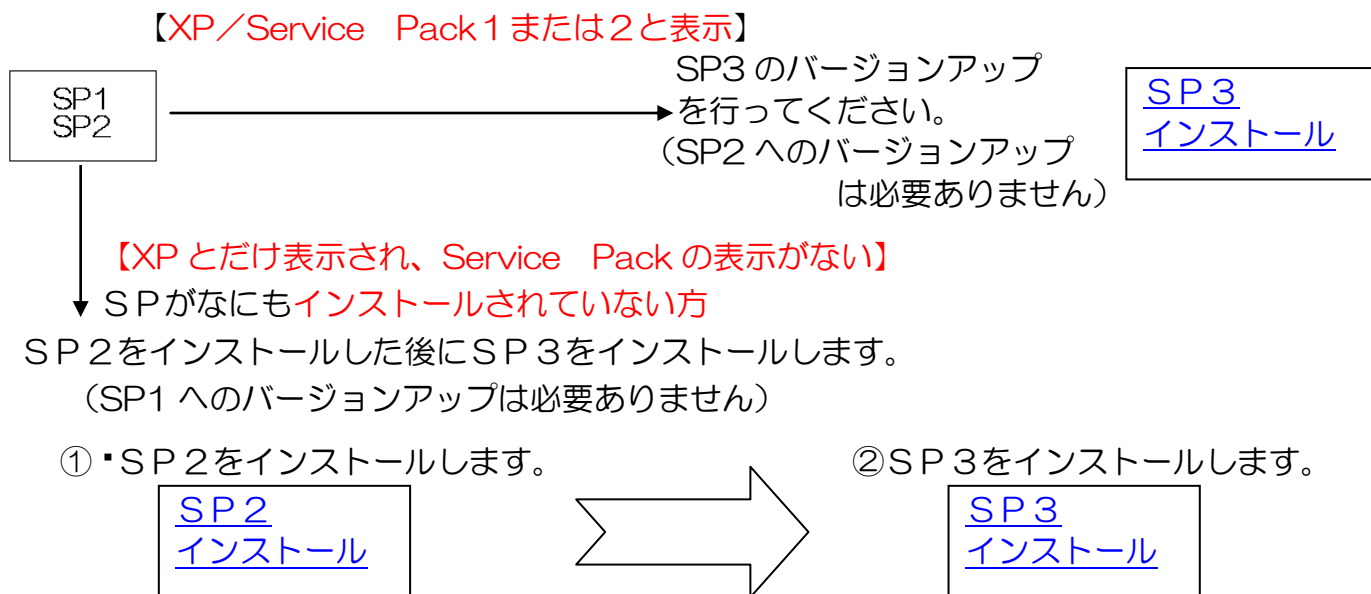 【XP／Service　Pack１または２と表示】
SP1
SP2
SP3 のバージョンアップ
を行ってください。
（SP2 へのバージョンアップ
は必要ありません）
ＳＰ３
インストール
【XP とだけ表示され、Service　Pack の表示がない】
ＳＰがなにもインストールされていない方
ＳＰ２をインストールした後にＳＰ３をインストールします。
（SP1 へのバージョンアップは必要ありません）
①▪ＳＰ２をインストールします。
ＳＰ２
インストール
②ＳＰ３をインストールします。
ＳＰ３
インストール